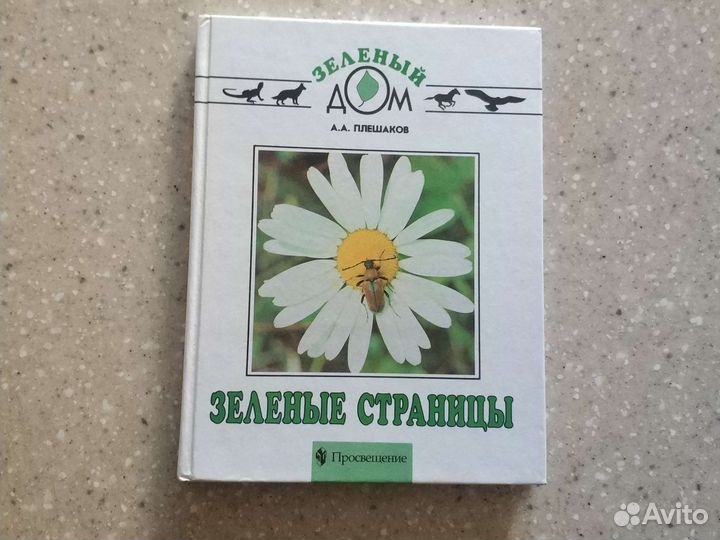 ЗЕЛЕНЫЙ
ДОМ
А.А. ПЛЕШАКОВ
ЗЕЛЕНЫЕ СТРАНИЦЫ
Просвещение
Avito